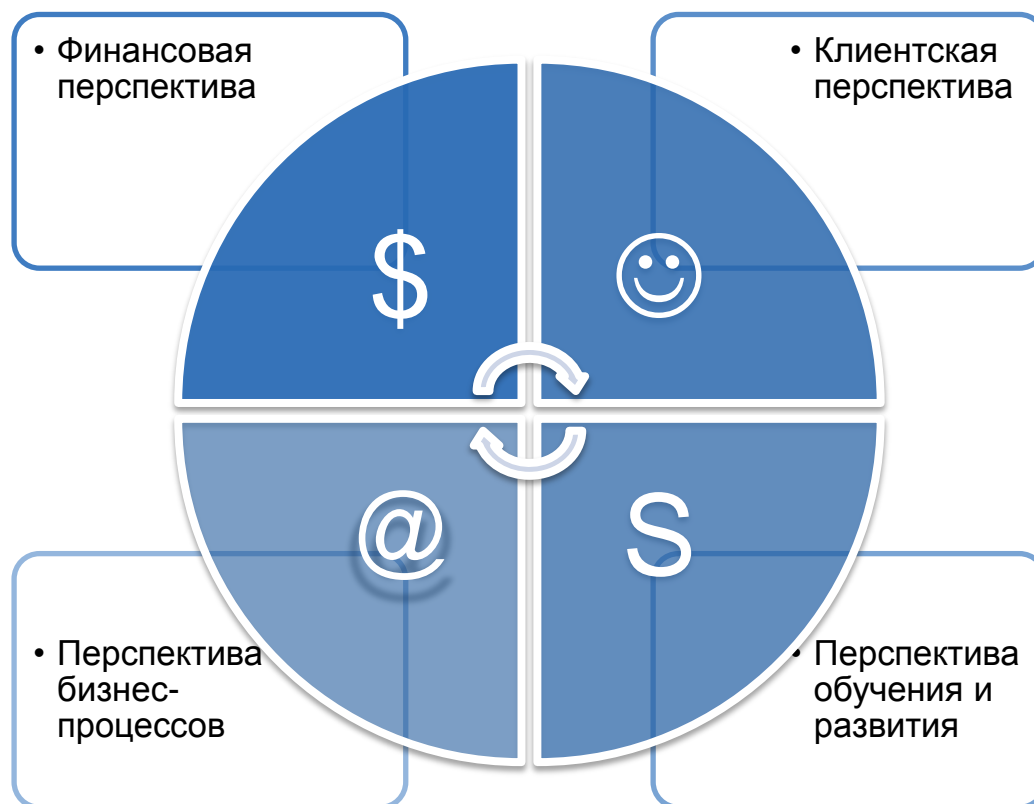 • Финансовая
перспектива
• Клиентская
перспектива
$
☺
@
S
• Перспектива
бизнес-
процессов
• Перспектива
обучения и
развития